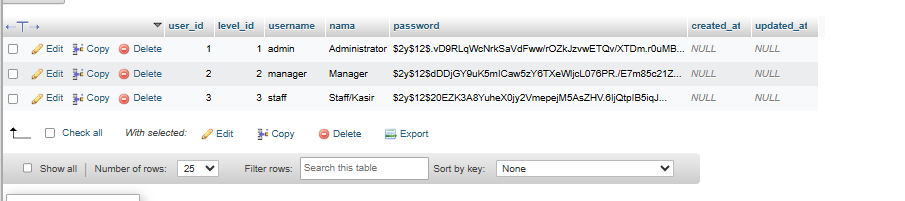 user_id level_id username nama password created_at updated_at
Edit Copy Delete 1 1 admin Administrator $2y$12$.vD9RLqWcNrkSaVdFww/rOZkJzvwETQv/XTDm.r0uMB... NULL NULL
Edit Copy Delete 2 2 manager Manager $2y$12$dDDjGY9uK5mICaw5zY6TXeWljcL076PR./E7m85c21Z... NULL NULL
Edit Copy Delete 3 3 staff Staff/Kasir $2y$12$20EZK3A8YuheX0jy2VmepejM5AsZHV.6IjQtpIB5iqJ... NULL NULL
Check all With selected: Edit Copy Delete Export
Show all Number of rows: 25 Filter rows: Search this table Sort by key: None